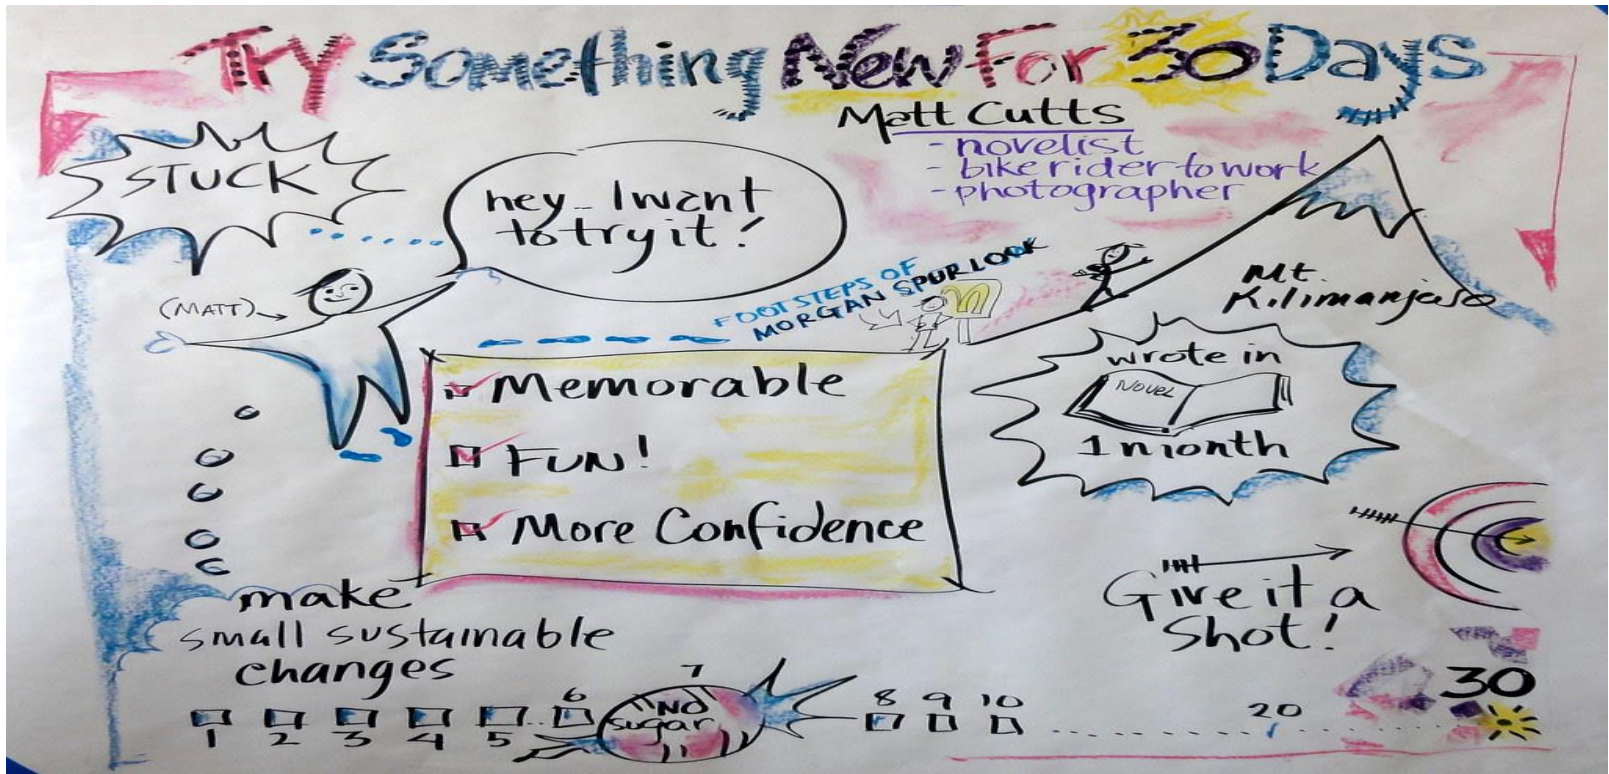 Try Something New For 30 Days
Matt Cutts
- novelist
- bike rider to work
- photographer
STUCK
hey.. I want
to try it!
(MATT)
FOOTSTEPS OF
MORGAN SPURLOOK
Mt.
Kilimanjaro
Memorable
FUN!
More Confidence
wrote in
NOVEL
1 month
Give it a
Shot!
make
small sustainable
changes
1 2 3 4 5 6 7 8 9 10 20 30
NO
sugar